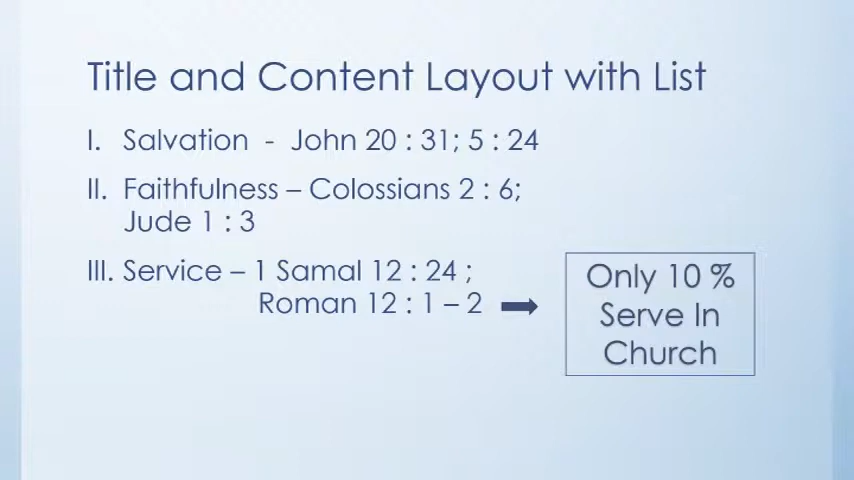 Title and Content Layout with List
I. Salvation - John 20 : 31; 5 : 24
II. Faithfulness – Colossians 2 : 6;
Jude 1 : 3
III. Service – 1 Samal 12 : 24 ;
Roman 12 : 1 – 2
Only 10 %
Serve In
Church